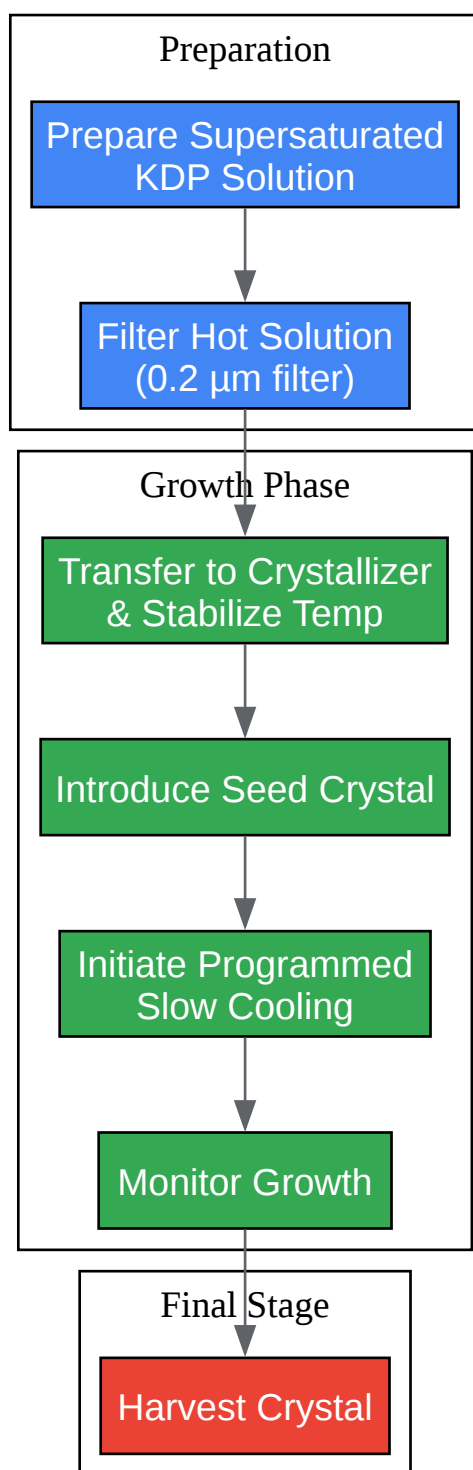 Preparation
Prepare Supersaturated
KDP Solution
Filter Hot Solution
(0.2 µm filter)
Growth Phase
Transfer to Crystallizer
& Stabilize Temp
Introduce Seed Crystal
Initiate Programmed
Slow Cooling
Monitor Growth
Final Stage
Harvest Crystal